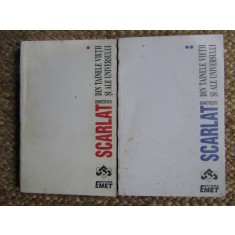 SCARLAT
DIN TAINELE VIEȚII
ȘI ALE UNIVERSULUI
EMET
SCARLAT
DIN TAINELE VIEȚII
ȘI ALE UNIVERSULUI
EMET